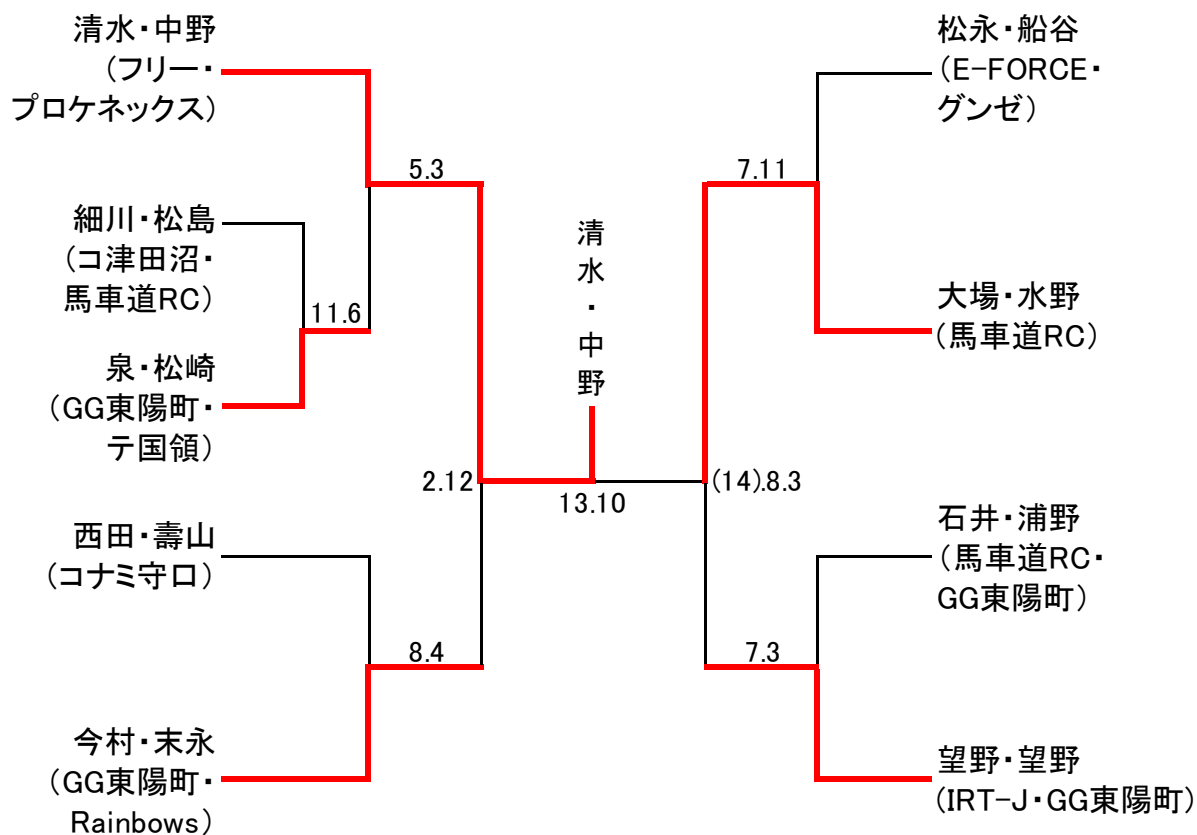 清水・中野
(フリー・
プロケネックス)
5.3
細川・松島
(コ津田沼・
馬車道RC)
11.6
泉・松崎
(GG東陽町・
テ国領)
2.12
西田・壽山
(コナミ守口)
8.4
今村・末永
(GG東陽町・
Rainbows)
清水・中野
13.10
松永・船谷
(E-FORCE・
グンゼ)
7.11
大場・水野
(馬車道RC)
(14).8.3
石井・浦野
(馬車道RC・
GG東陽町)
7.3
望野・望野
(IRT-J・GG東陽町)